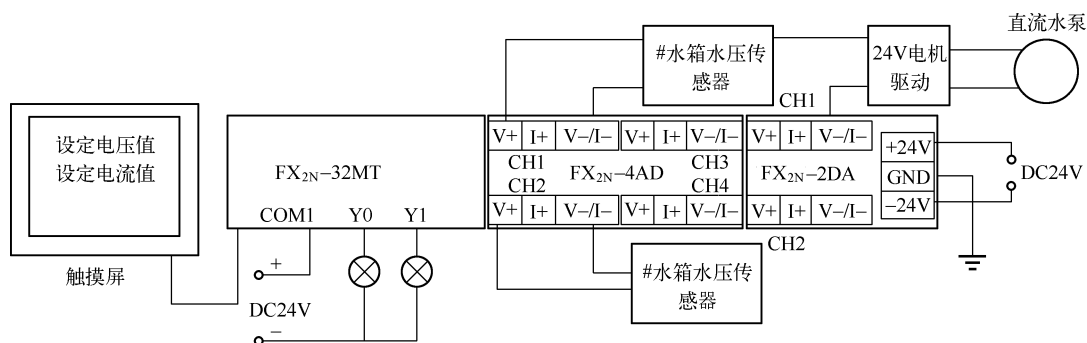 直流水泵
#水箱水压传
感器
24V电机
驱动
CH1
设定电压值
设定电流值
触摸屏
FX2N−32MT
COM1 Y0 Y1
V+ I+ V−/I− V+ I+ V−/I−
CH1 CH3
FX2N−4AD
CH2 CH4
V+ I+ V−/I− V+ I+ V−/I−
V+ I+ V−/I−
FX2N−2DA
V+ I+ V−/I−
CH2
+24V
GND
−24V
DC24V
+
DC24V
−
#水箱水压传
感器